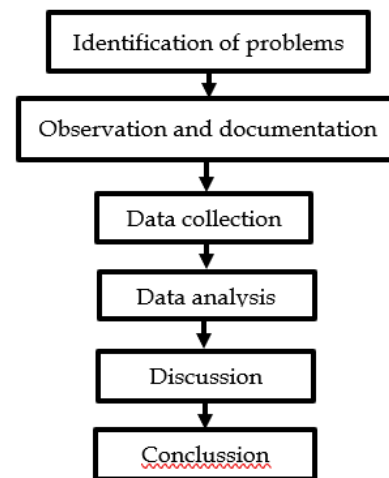 Identification of problems
Observation and documentation
Data collection
Data analysis
Discussion
Conclussion